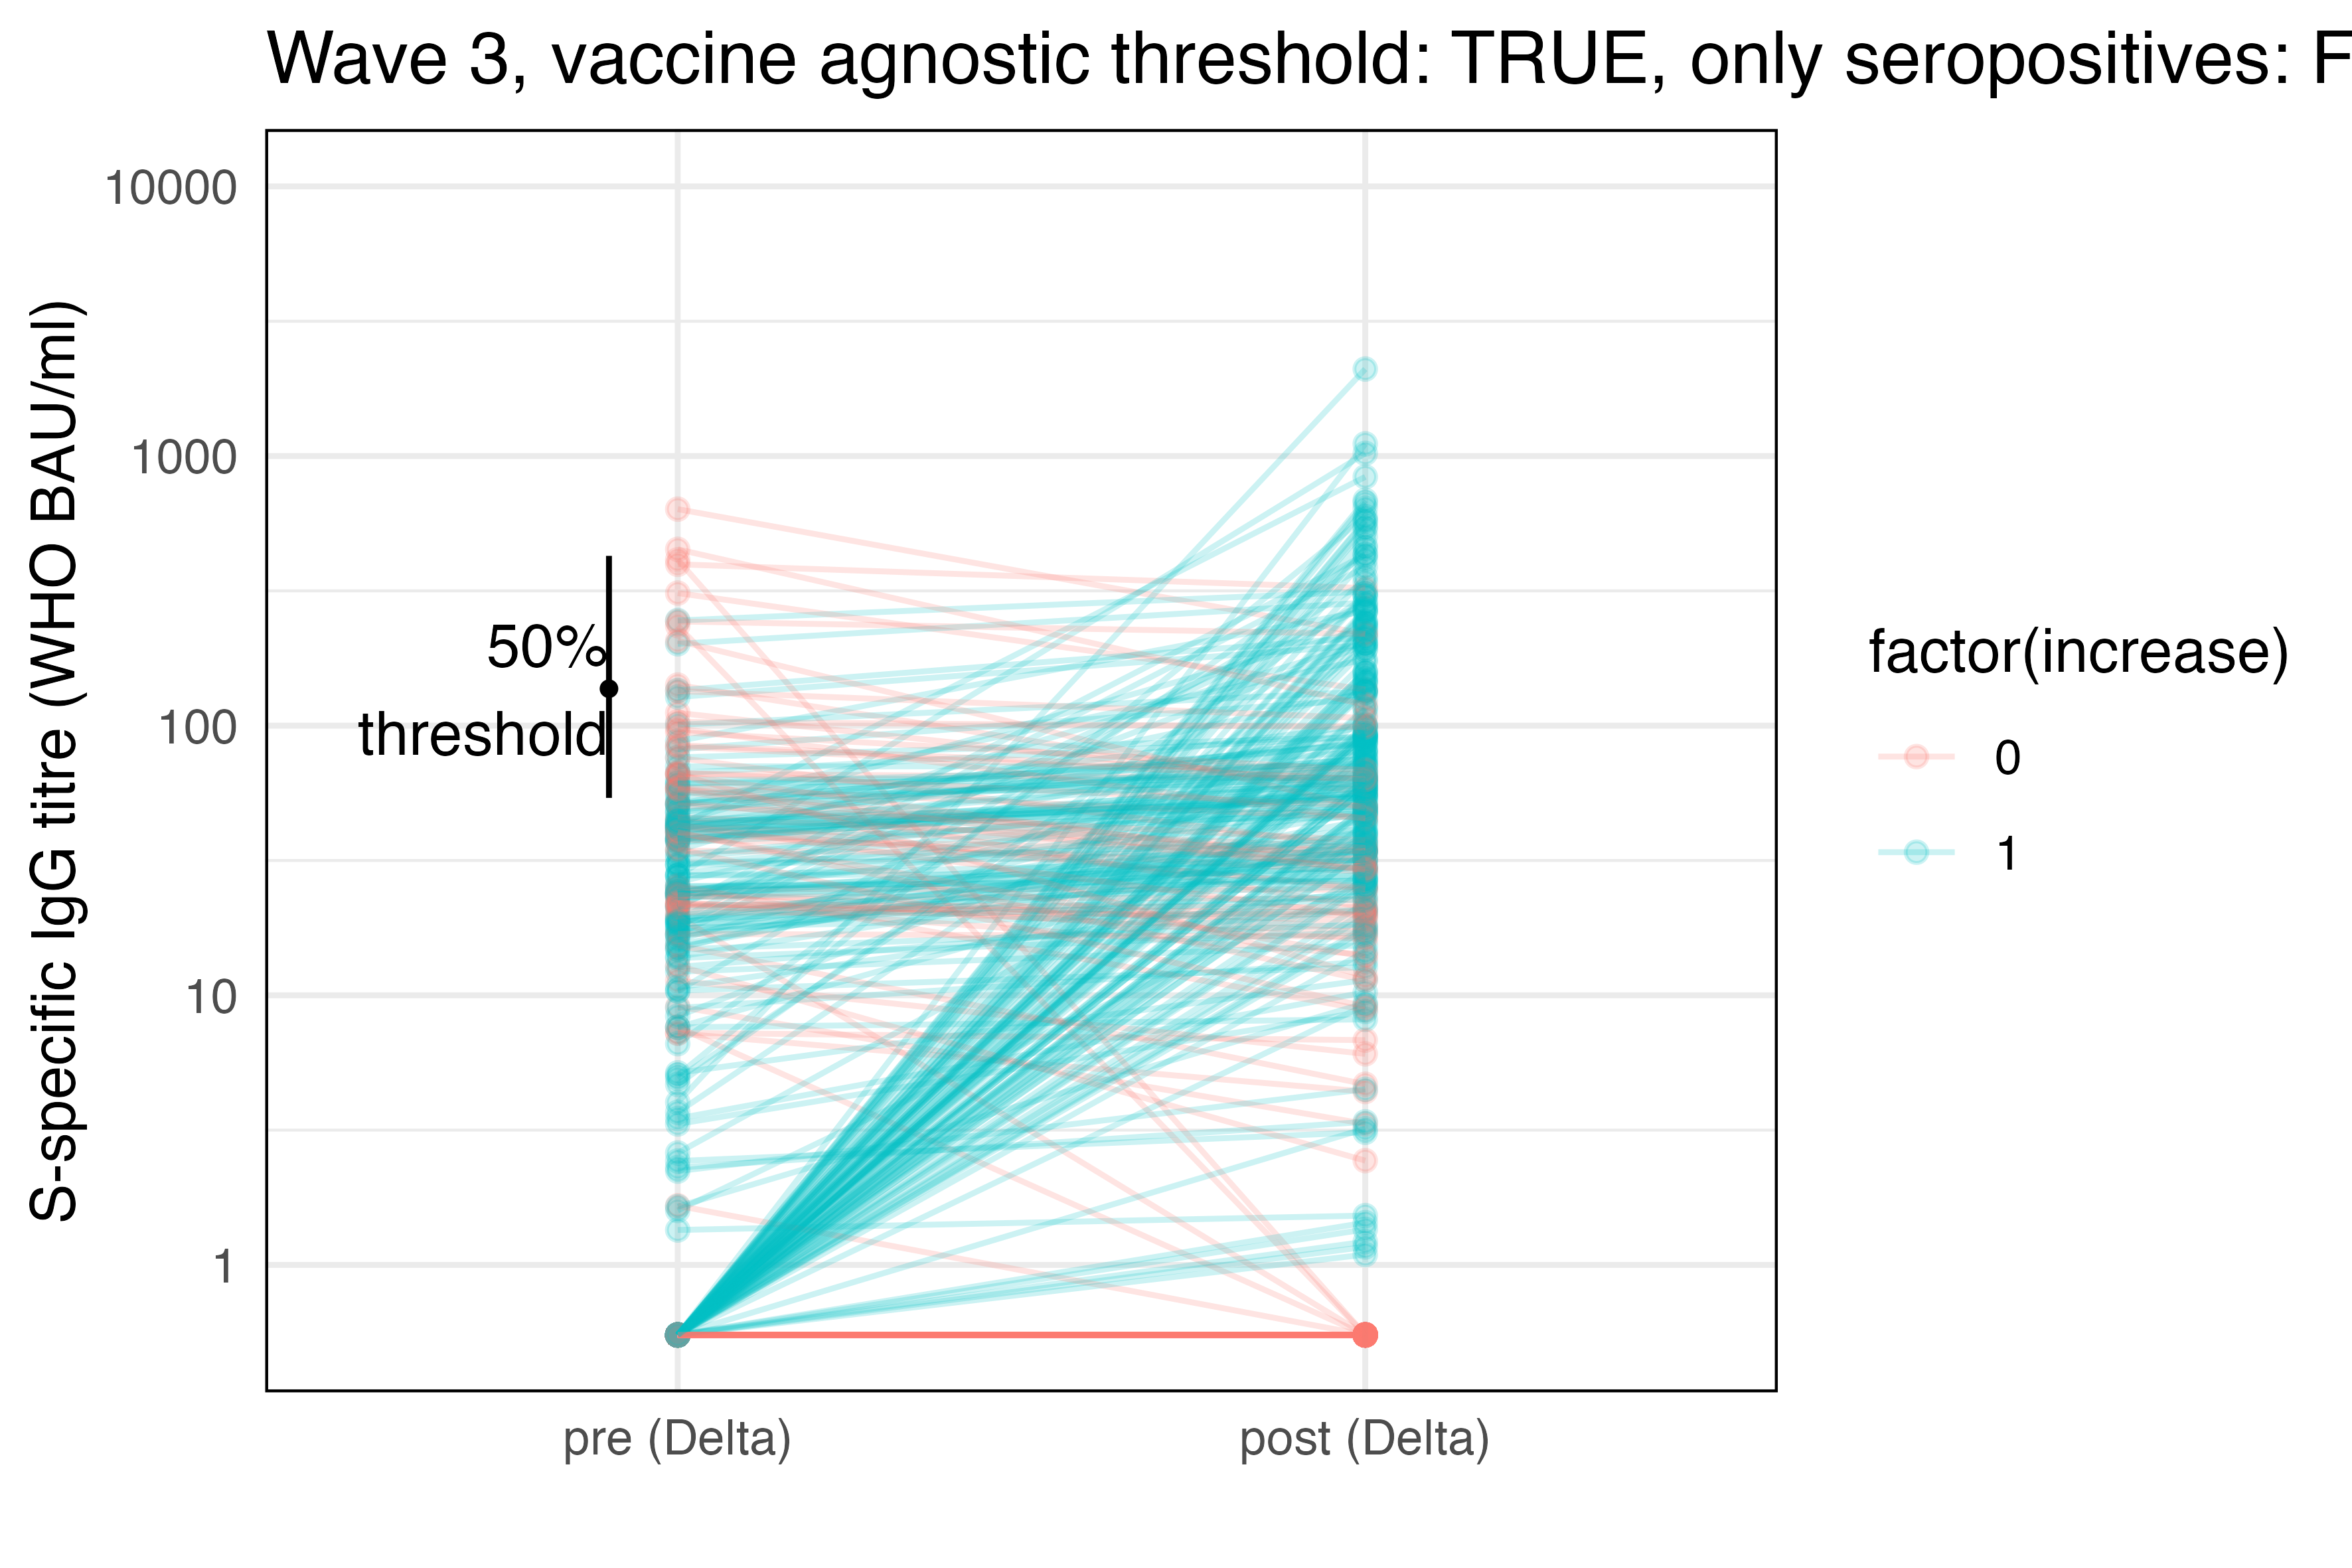 Wave 3, vaccine agnostic threshold: TRUE, only seropositives: F
S-specific IgG titre (WHO BAU/ml)
10000
1000
100
10
1
50%
threshold
pre (Delta)
post (Delta)
factor(increase)
0
1